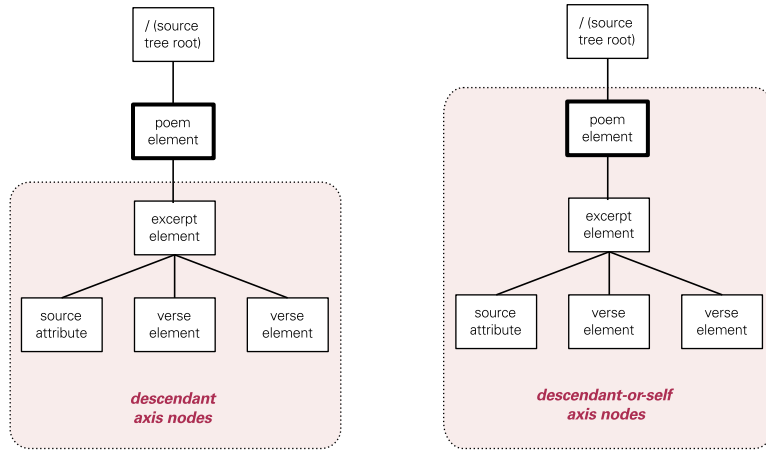 / (source
tree root)
poem
element
excerpt
element
source
attribute
verse
element
verse
element
descendant
axis nodes
/ (source
tree root)
poem
element
excerpt
element
source
attribute
verse
element
verse
element
descendant-or-self
axis nodes